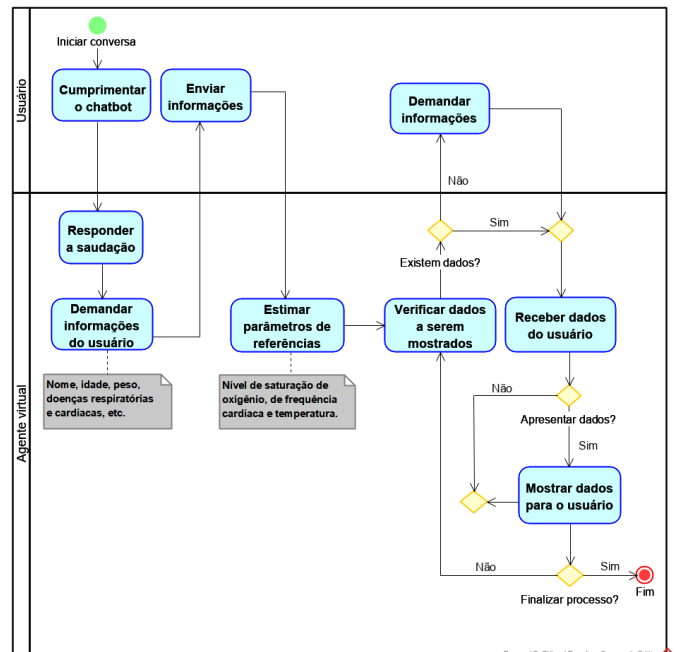 Usuário
Iniciar conversa
Cumprimentar
o chatbot
Enviar
informações
Demandar
informações
Não
Agente virtual
Responder
a saudação
Sim
Existem dados?
Demandar
informações
do usuário
Estimar
parâmetros de
referências
Verificar dados
a serem
mostrados
Receber dados
do usuário
Nome, idade, peso,
doenças respiratórias
e cardíacas, etc.
Nível de saturação de
oxigênio, de frequência
cardíaca e temperatura.
Não
Apresentar dados?
Sim
Mostrar dados
para o usuário
Não
Sim
Finalizar processo?
Fim